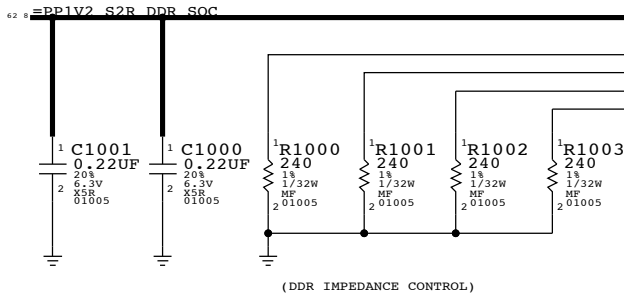 62 8 =PP1V2_S2R_DDR_SOC
1 C1001
0.22UF
20%
6.3V
2 X5R
01005
1 C1000
0.22UF
20%
6.3V
2 X5R
01005
1 R1000
240
1%
1/32W
MF
2 01005
1 R1001
240
1%
1/32W
MF
2 01005
1 R1002
240
1%
1/32W
MF
2 01005
1 R1003
240
1%
1/32W
MF
2 01005
(DDR IMPEDANCE CONTROL)